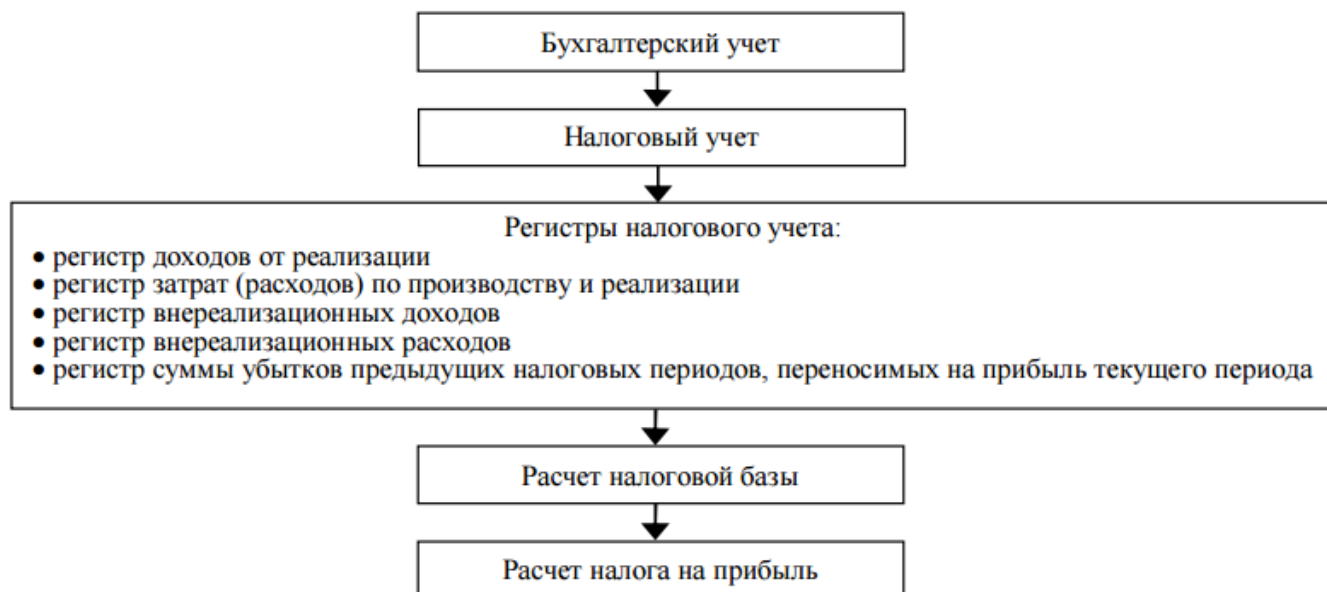 Бухгалтерский учет
Налоговый учет
Регистры налогового учета:
• регистр доходов от реализации
• регистр затрат (расходов) по производству и реализации
• регистр внереализационных доходов
• регистр внереализационных расходов
• регистр суммы убытков предыдущих налоговых периодов, переносимых на прибыль текущего периода
Расчет налоговой базы
Расчет налога на прибыль